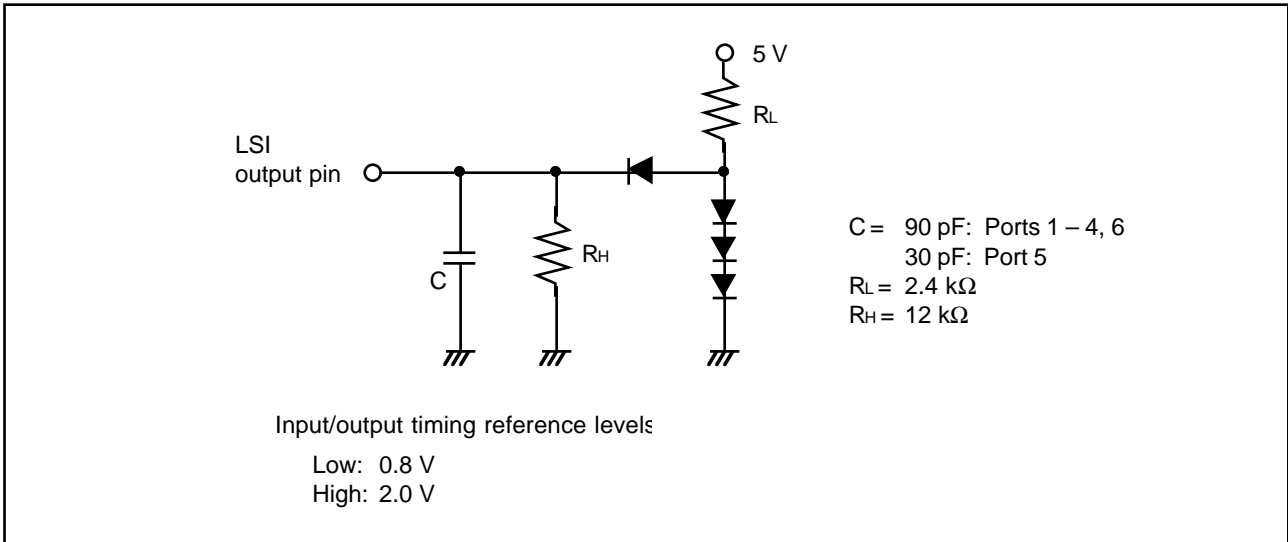 5 V
RL
LSI
output pin
RH
C
C = 90 pF: Ports 1 – 4, 6
30 pF: Port 5
RL = 2.4 kΩ
RH = 12 kΩ
Input/output timing reference levels
Low: 0.8 V
High: 2.0 V